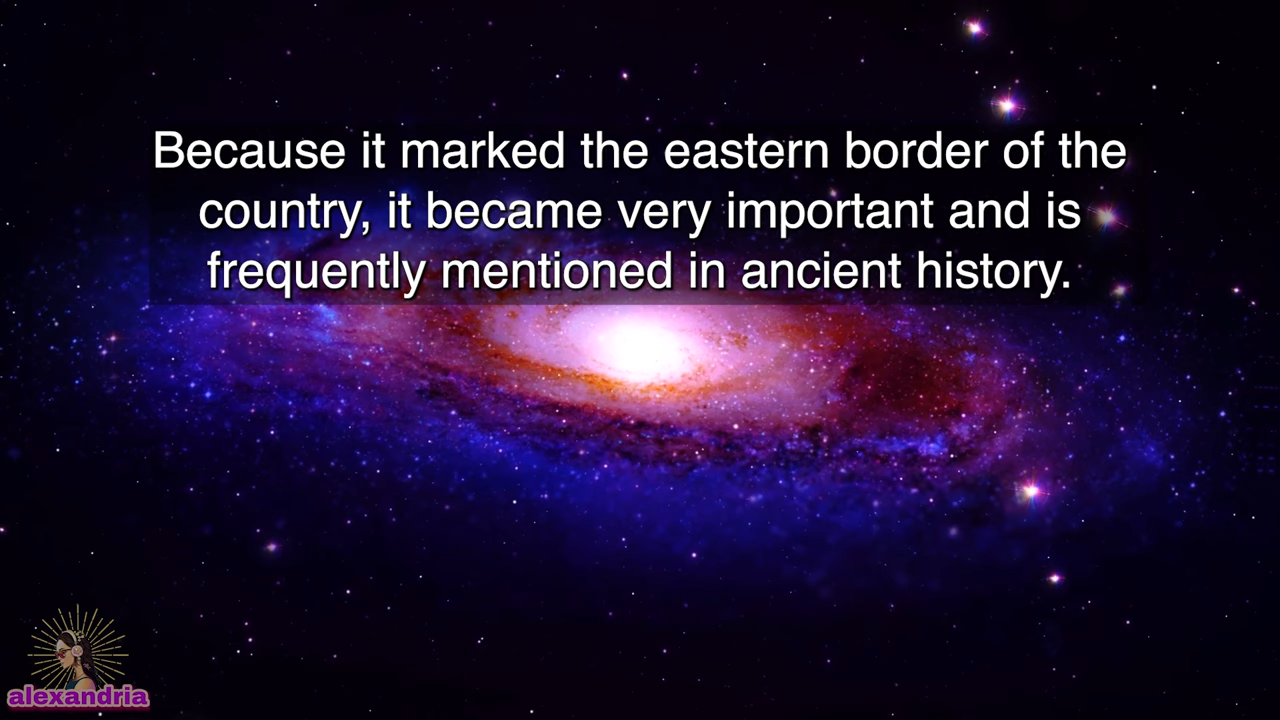 Because it marked the eastern border of the
country, it became very important and is
frequently mentioned in ancient history.
alexandria